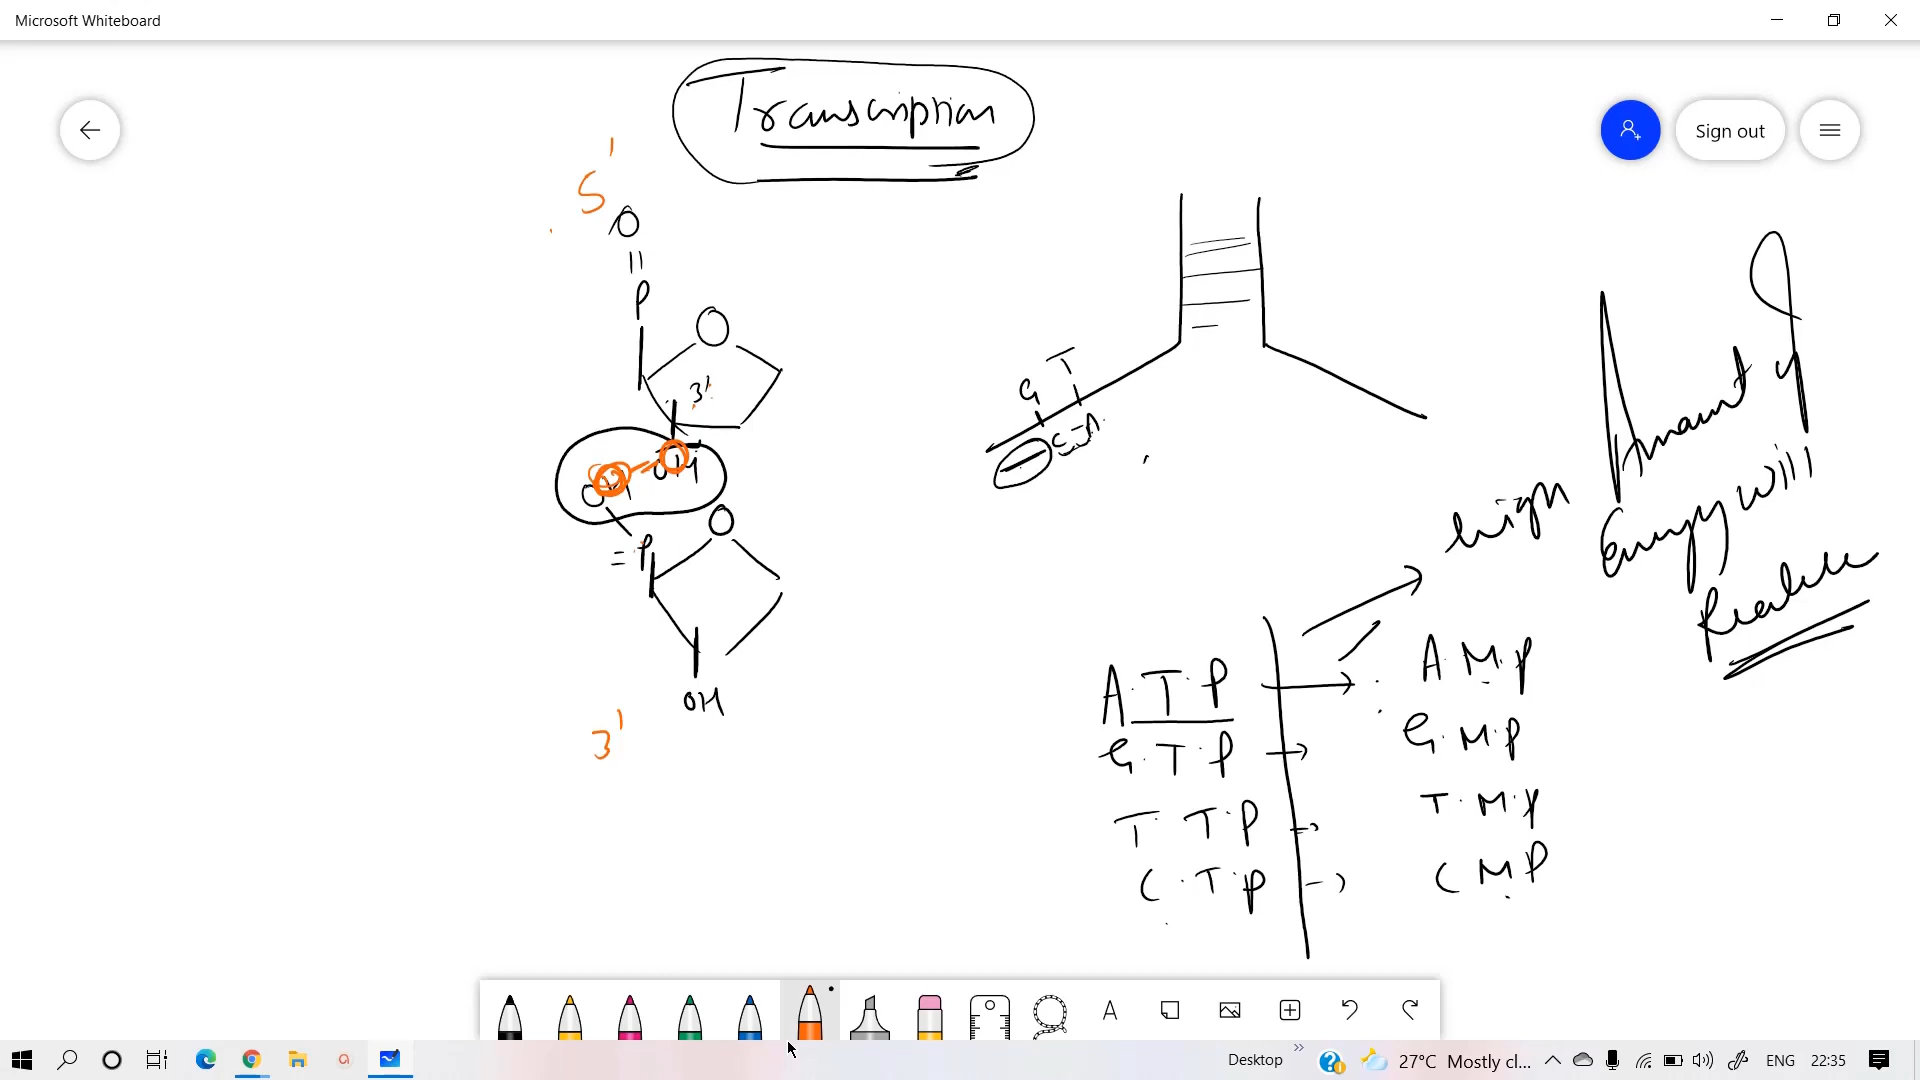 Microsoft Whiteboard
Transcription
Sign out
5'
O
P
O
3'
OH
OH
O
= P
OH
3'
G T
C-A
high
Amount of
Energy will
A.T.P
G.T.P
T.T.P
C.T.P
A.M.P
G.M.P
T.M.P
C M P
A
Desktop
27°C Mostly cl...
ENG
22:35